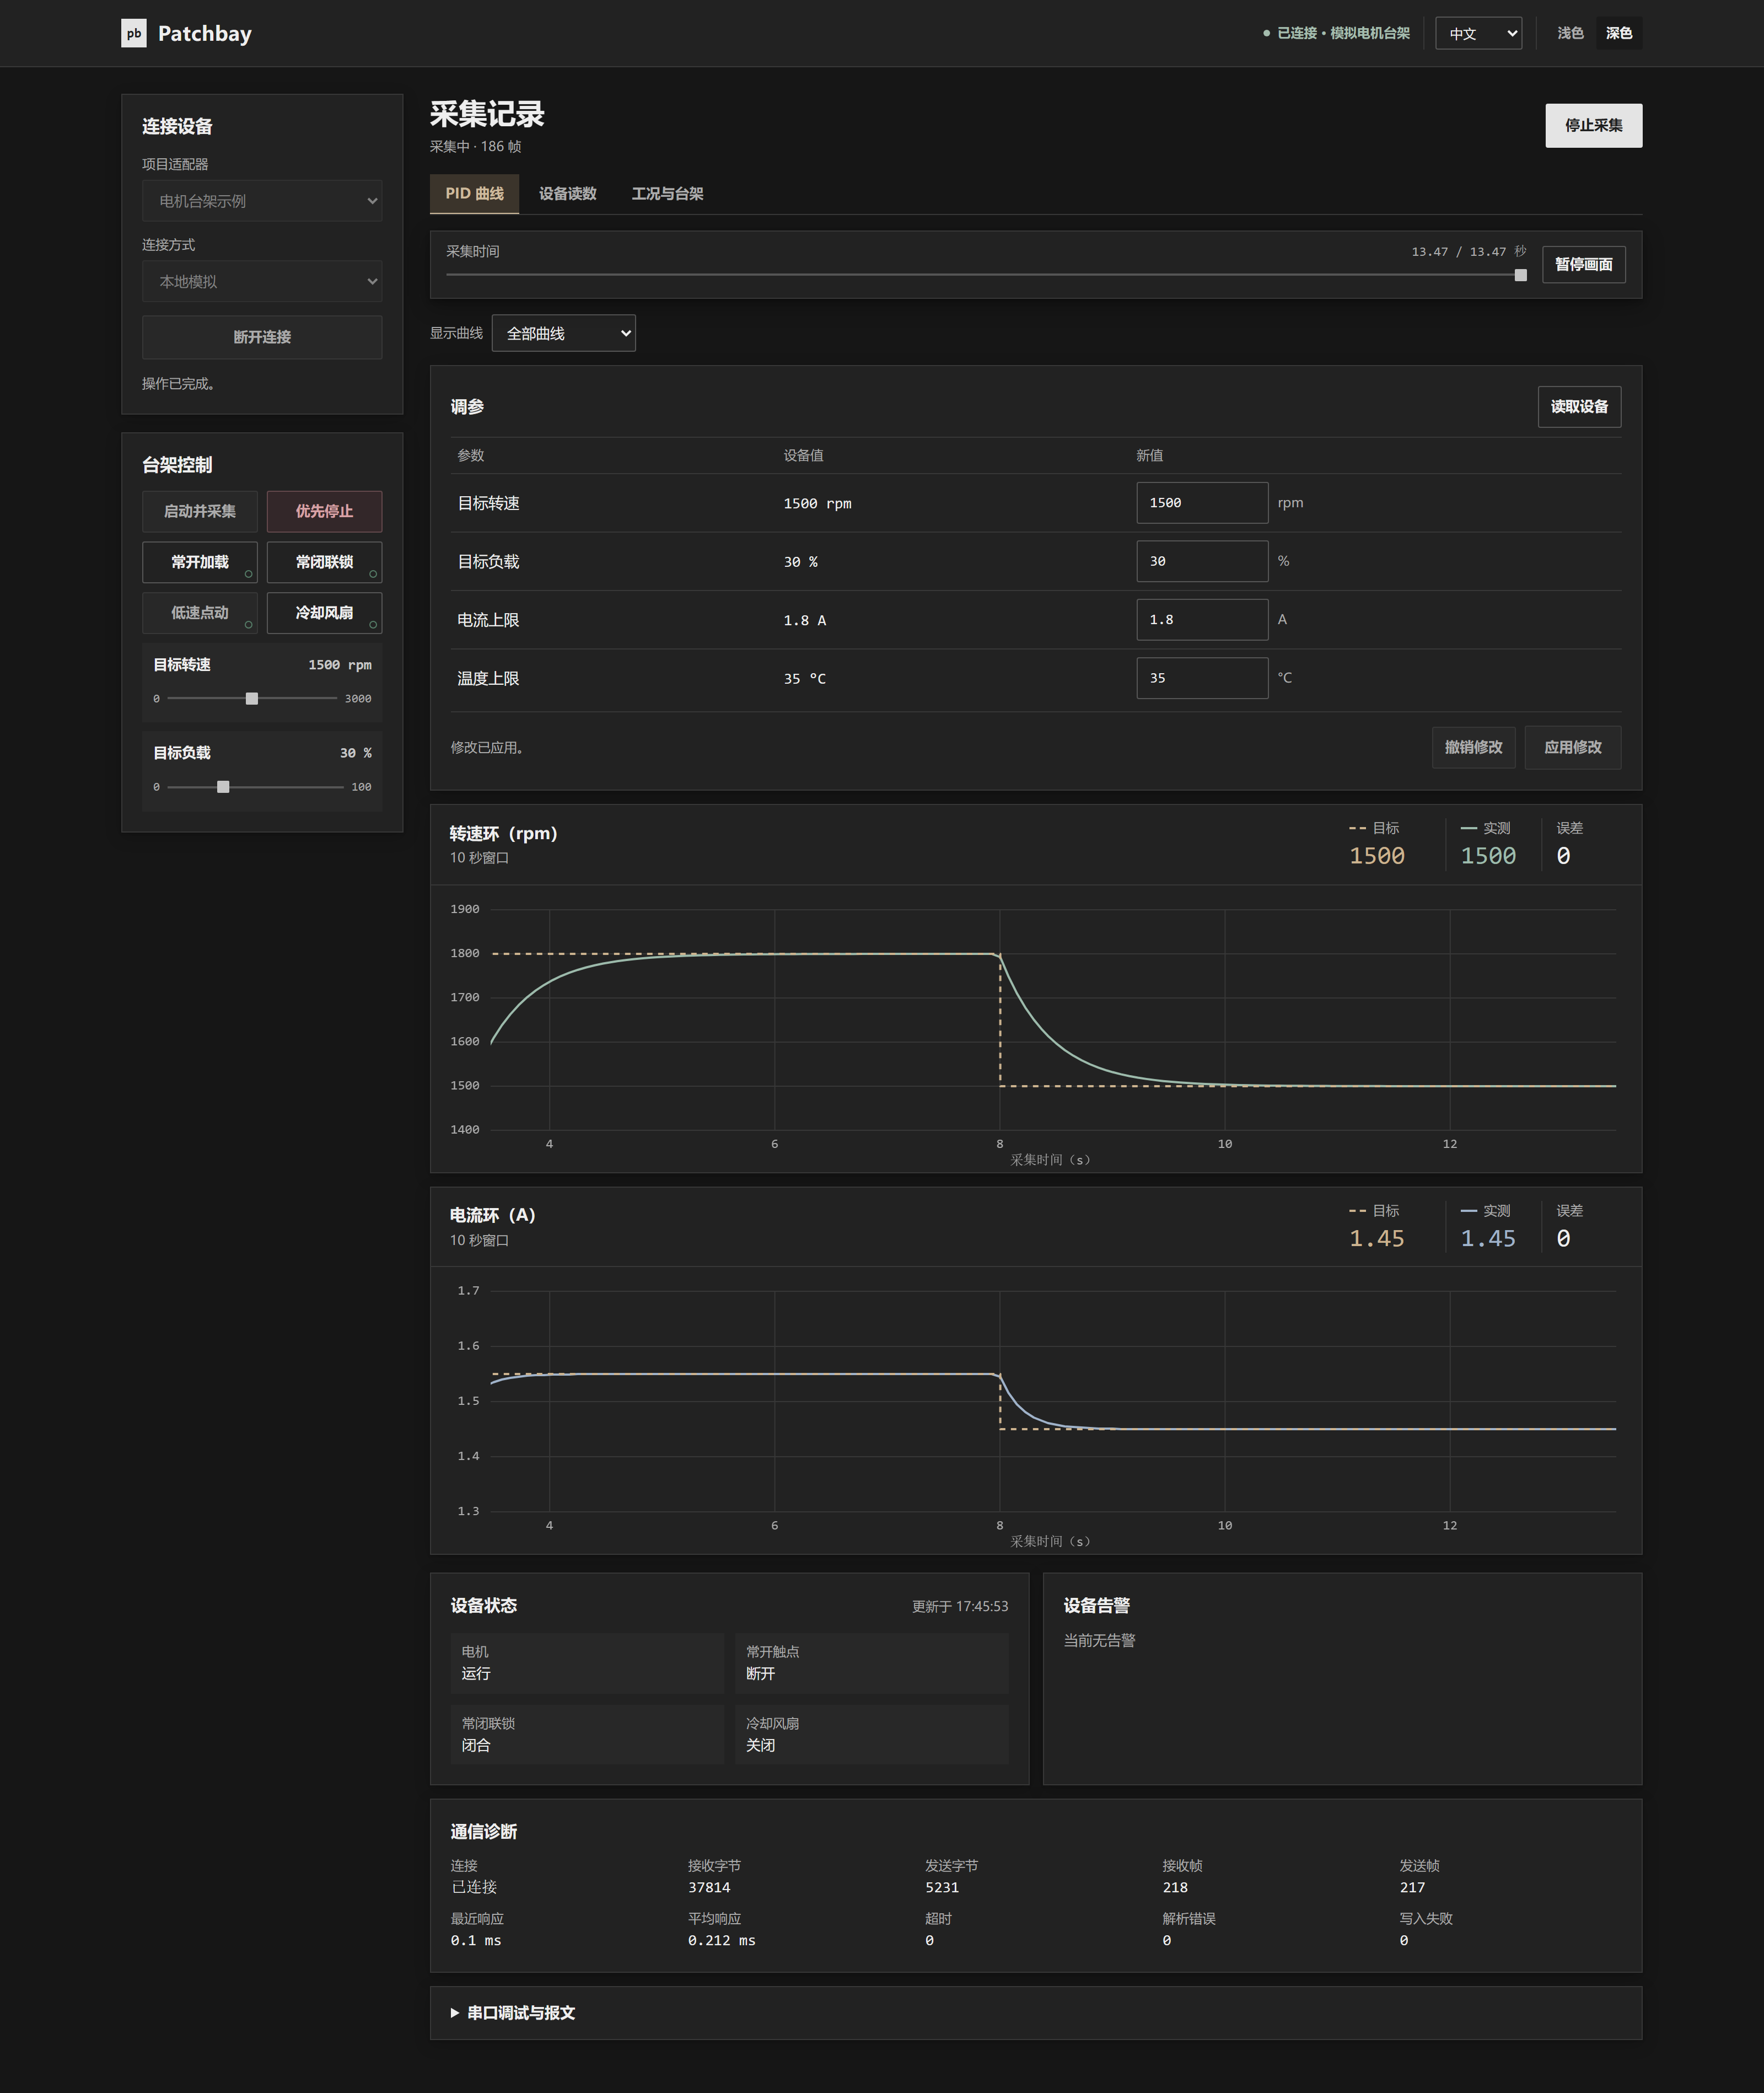 pb Patchbay
已连接 • 模拟电机台架
中文
浅色 深色
连接设备
项目适配器
电机台架示例
连接方式
本地模拟
断开连接
操作已完成。
台架控制
启动并采集 优先停止
常开加载 常闭联锁
低速点动 冷却风扇
目标转速 1500 rpm
0 3000
目标负载 30 %
0 100
采集记录
采集中 · 186 帧
停止采集
PID 曲线 设备读数 工况与台架
采集时间 13.47 / 13.47 秒
暂停画面
显示曲线 全部曲线
调参 读取设备
参数 设备值 新值
目标转速 1500 rpm 1500 rpm
目标负载 30 % 30 %
电流上限 1.8 A 1.8 A
温度上限 35 °C 35 °C
修改已应用。 撤销修改 应用修改
转速环（rpm）
10 秒窗口
目标 实测 误差
1500 1500 0
1900
1800
1700
1600
1500
1400
4 6 8 10 12
采集时间（s）
电流环（A）
10 秒窗口
目标 实测 误差
1.45 1.45 0
1.7
1.6
1.5
1.4
1.3
4 6 8 10 12
采集时间（s）
设备状态 更新于 17:45:53
电机 常开触点
运行 断开
常闭联锁 冷却风扇
闭合 关闭
设备告警
当前无告警
通信诊断
连接 接收字节 发送字节 接收帧 发送帧
已连接 37814 5231 218 217
最近响应 平均响应 超时 解析错误 写入失败
0.1 ms 0.212 ms 0 0 0
串口调试与报文